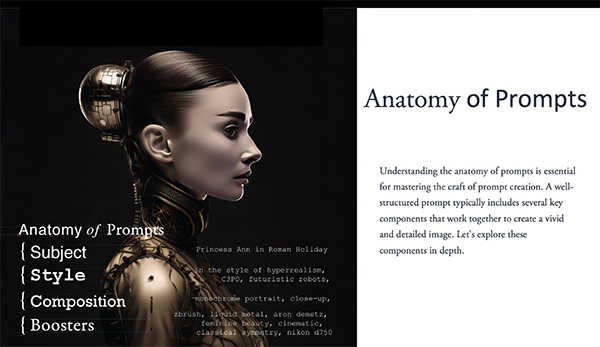 Anatomy of Prompts
{ Subject
{ Style
{ Composition
{ Boosters
Princess Ann in Roman Holiday
in the style of hyperrealism,
C3PO, futuristic robots,
monochrome portrait, close-up,
zbrush, liquid metal, aron demetz,
feminine beauty, cinematic,
classical symmetry, nikon d750
Anatomy of Prompts
Understanding the anatomy of prompts is essential
for mastering the craft of prompt creation. A well-
structured prompt typically includes several key
components that work together to create a vivid
and detailed image. Let's explore these
components in depth.